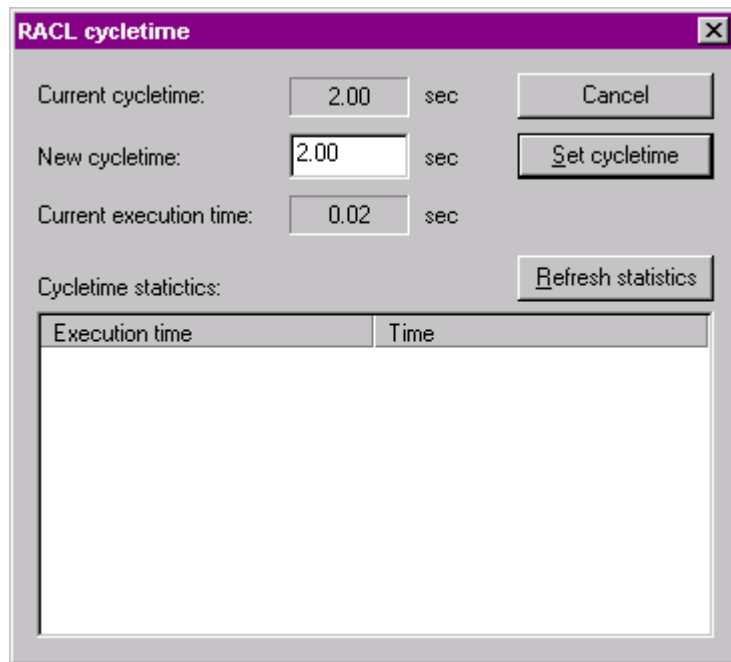 RACL cycletime
Current cycletime: 2.00 sec Cancel
New cycletime: 2.00 sec Set cycletime
Current execution time: 0.02 sec
Cycletime statictics: Refresh statistics
Execution time Time